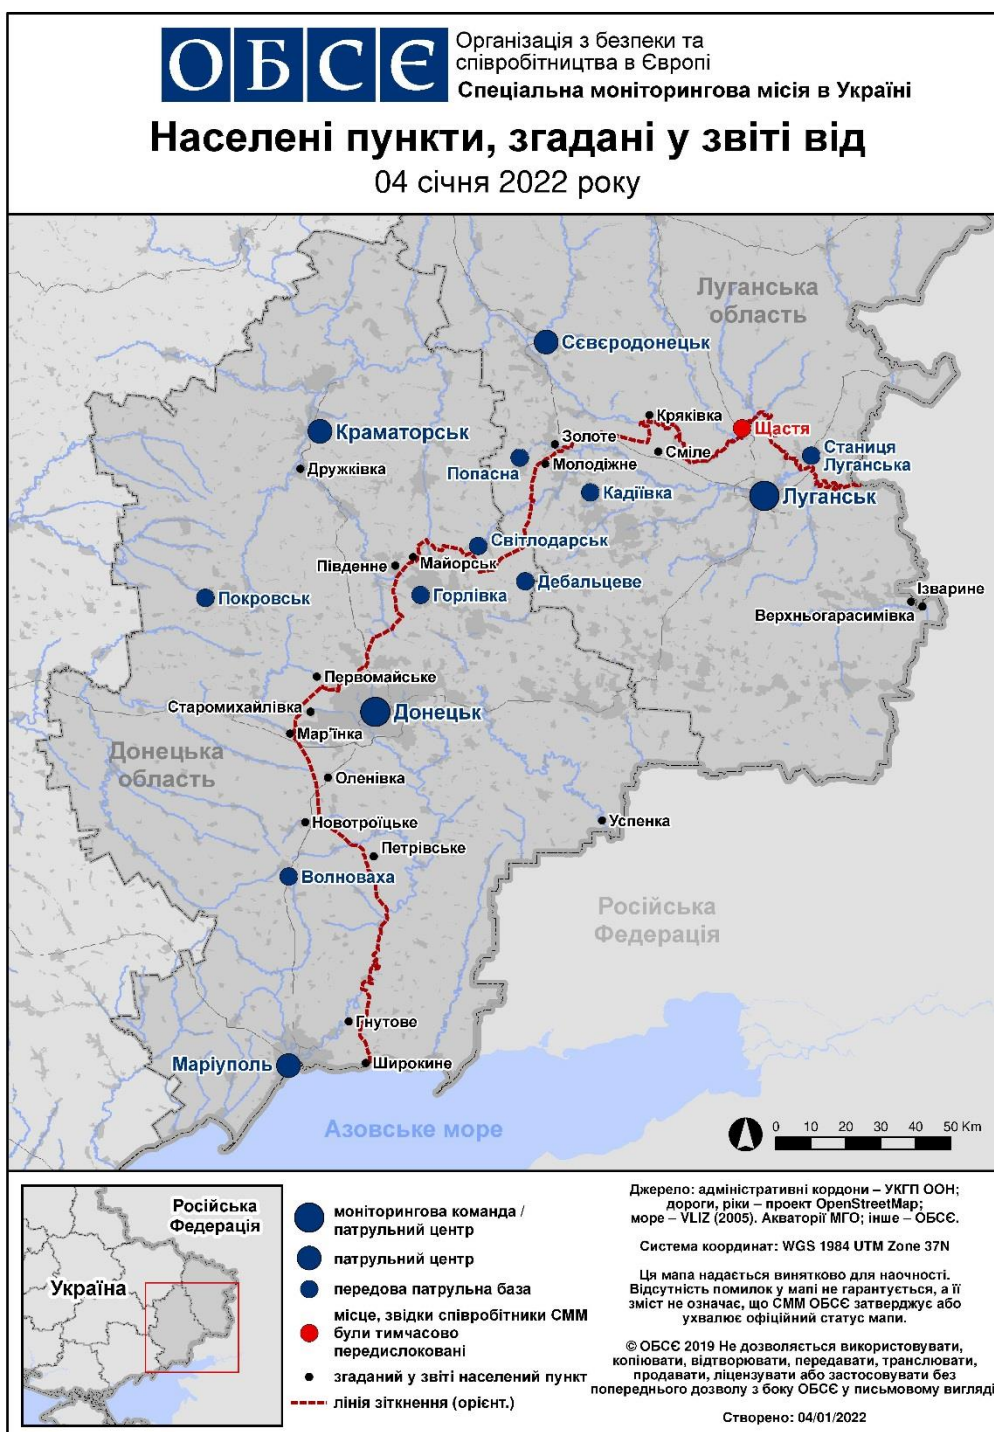 ОБСЄ
Організація з безпеки та
співробітництва в Європі
Спеціальна моніторингова місія в Україні
Населені пункти, згадані у звіті від
04 січня 2022 року
Луганська
область
Сєвєродонецьк
Кряківка
Щастя
Краматорськ
Золоте
Сміле
Станиця
Луганська
Дружківка
Попасна
Молодіжне
Кадіївка
Луганськ
Світлодарськ
Південне
Майорськ
Дебальцеве
Покровськ
Горлівка
Ізварине
Верхньогарасимівка
Первомайське
Старомихайлівка
Донецьк
Мар'їнка
Донецька
область
Оленівка
Новотроїцьке
Успенка
Петрівське
Волноваха
Російська
Федерація
Гнутове
Маріуполь
Широкине
Азовське море
0 10 20 30 40 50 Km
Російська
Федерація
Україна
моніторингова команда /
патрульний центр
патрульний центр
передова патрульна база
місце, звідки співробітники СММ
були тимчасово
передислоковані
згаданий у звіті населений пункт
лінія зіткнення (орієнт.)
Джерело: адміністративні кордони – УКГП ООН;
дороги, ріки – проект OpenStreetMap;
море – VLIZ (2005). Акваторії МГО; інше – ОБСЄ.
Система координат: WGS 1984 UTM Zone 37N
Ця мапа надається винятково для наочності.
Відсутність помилок у мапі не гарантується, а її
зміст не означає, що СММ ОБСЄ затверджує або
ухвалює офіційний статус мапи.
© ОБСЄ 2019 Не дозволяється використовувати,
копіювати, відтворювати, передавати, транслювати,
продавати, ліцензувати або застосовувати без
попереднього дозволу з боку ОБСЄ у письмовому вигляді
Створено: 04/01/2022